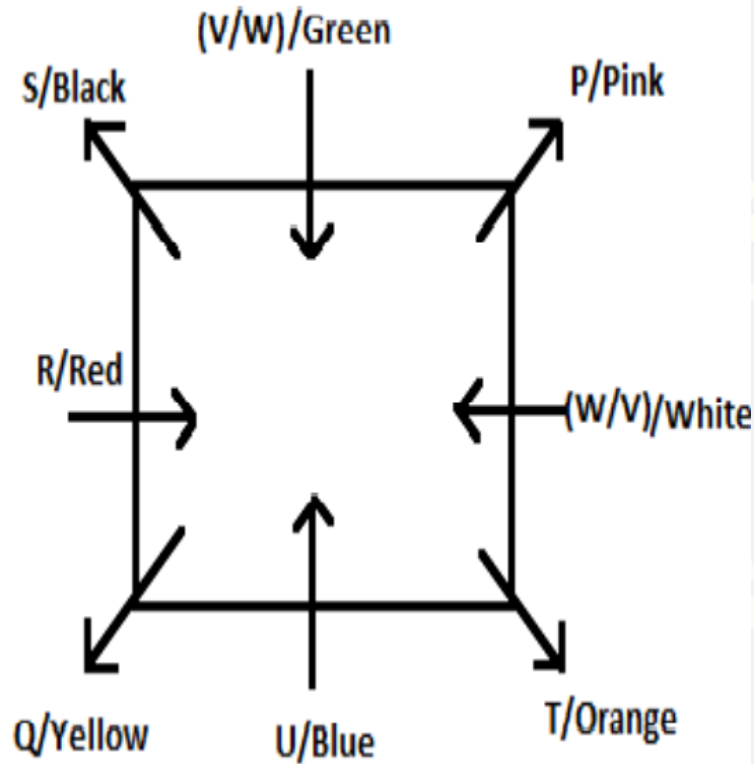 (V/W)/Green
S/Black
P/Pink
R/Red
(W/V)/White
Q/Yellow
U/Blue
T/Orange